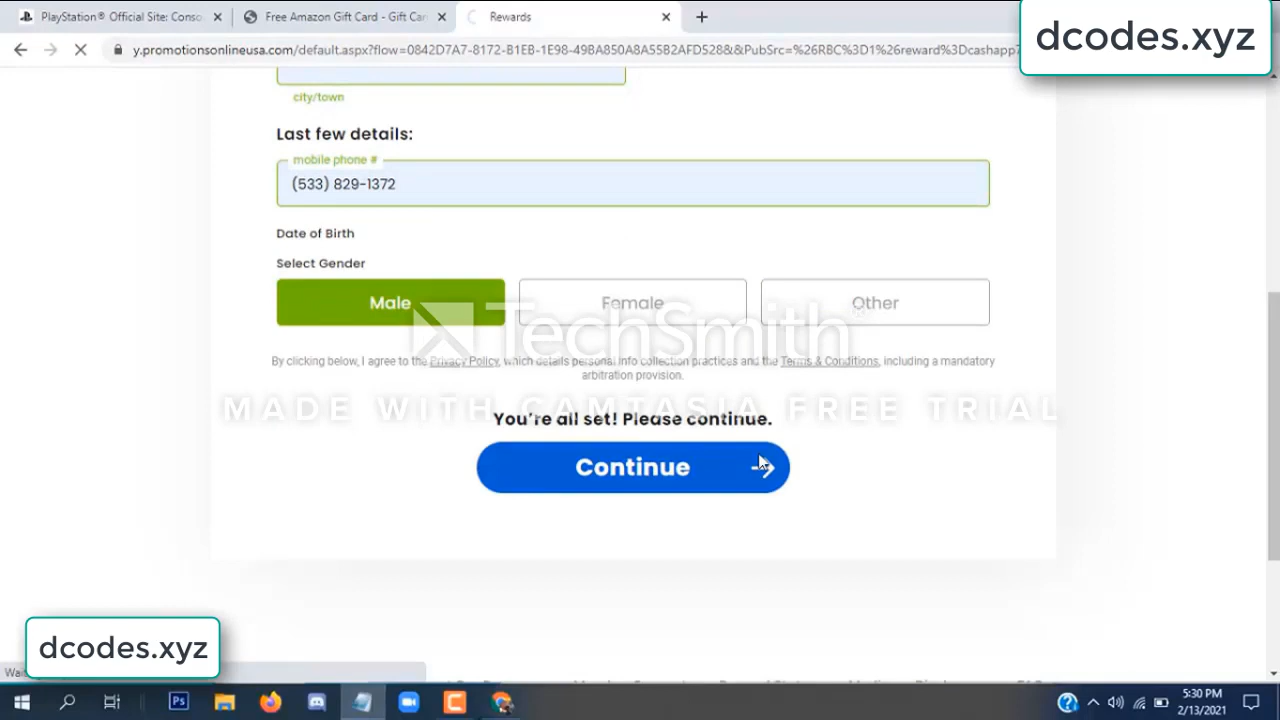 PlayStation® Official Site: Conso
Free Amazon Gift Card - Gift Car
Rewards
dcodes.xyz
y.promotionsonlineusa.com/default.aspx?flow=0842D7A7-8172-B1EB-1E98-49BA850A8A55B2AFD528&&PubSrc=%26RBC%3D1%26reward%3Dcashapp
city/town
Last few details:
mobile phone #
(533) 829-1372
Date of Birth
Select Gender
Male
Female
Other
TechSmith
By clicking below, I agree to the Privacy Policy, which details personal info collection practices and the Terms & Conditions, including a mandatory
arbitration provision.
MADE WITH CAMTASIA FREE TRIAL
You're all set! Please continue.
Continue
dcodes.xyz
Wai
Ps
5:30 PM
2/13/2021